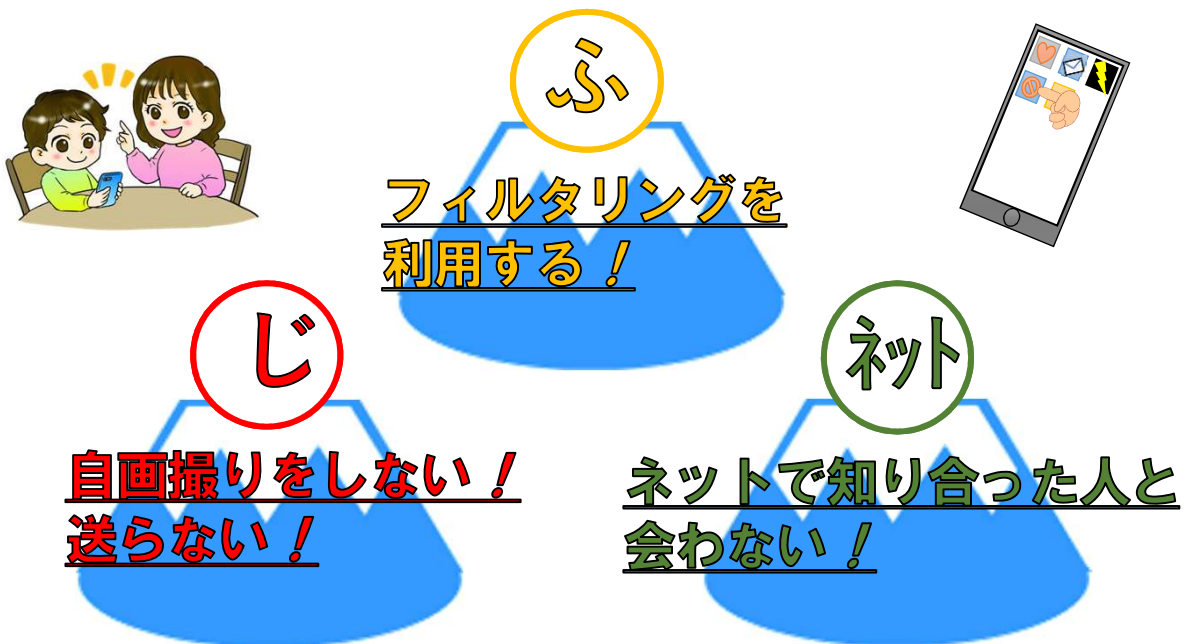 ふ
フィルタリングを
利用する！
じ
自画撮りをしない！
送らない！
ネット
ネットで知り合った人と
会わない！